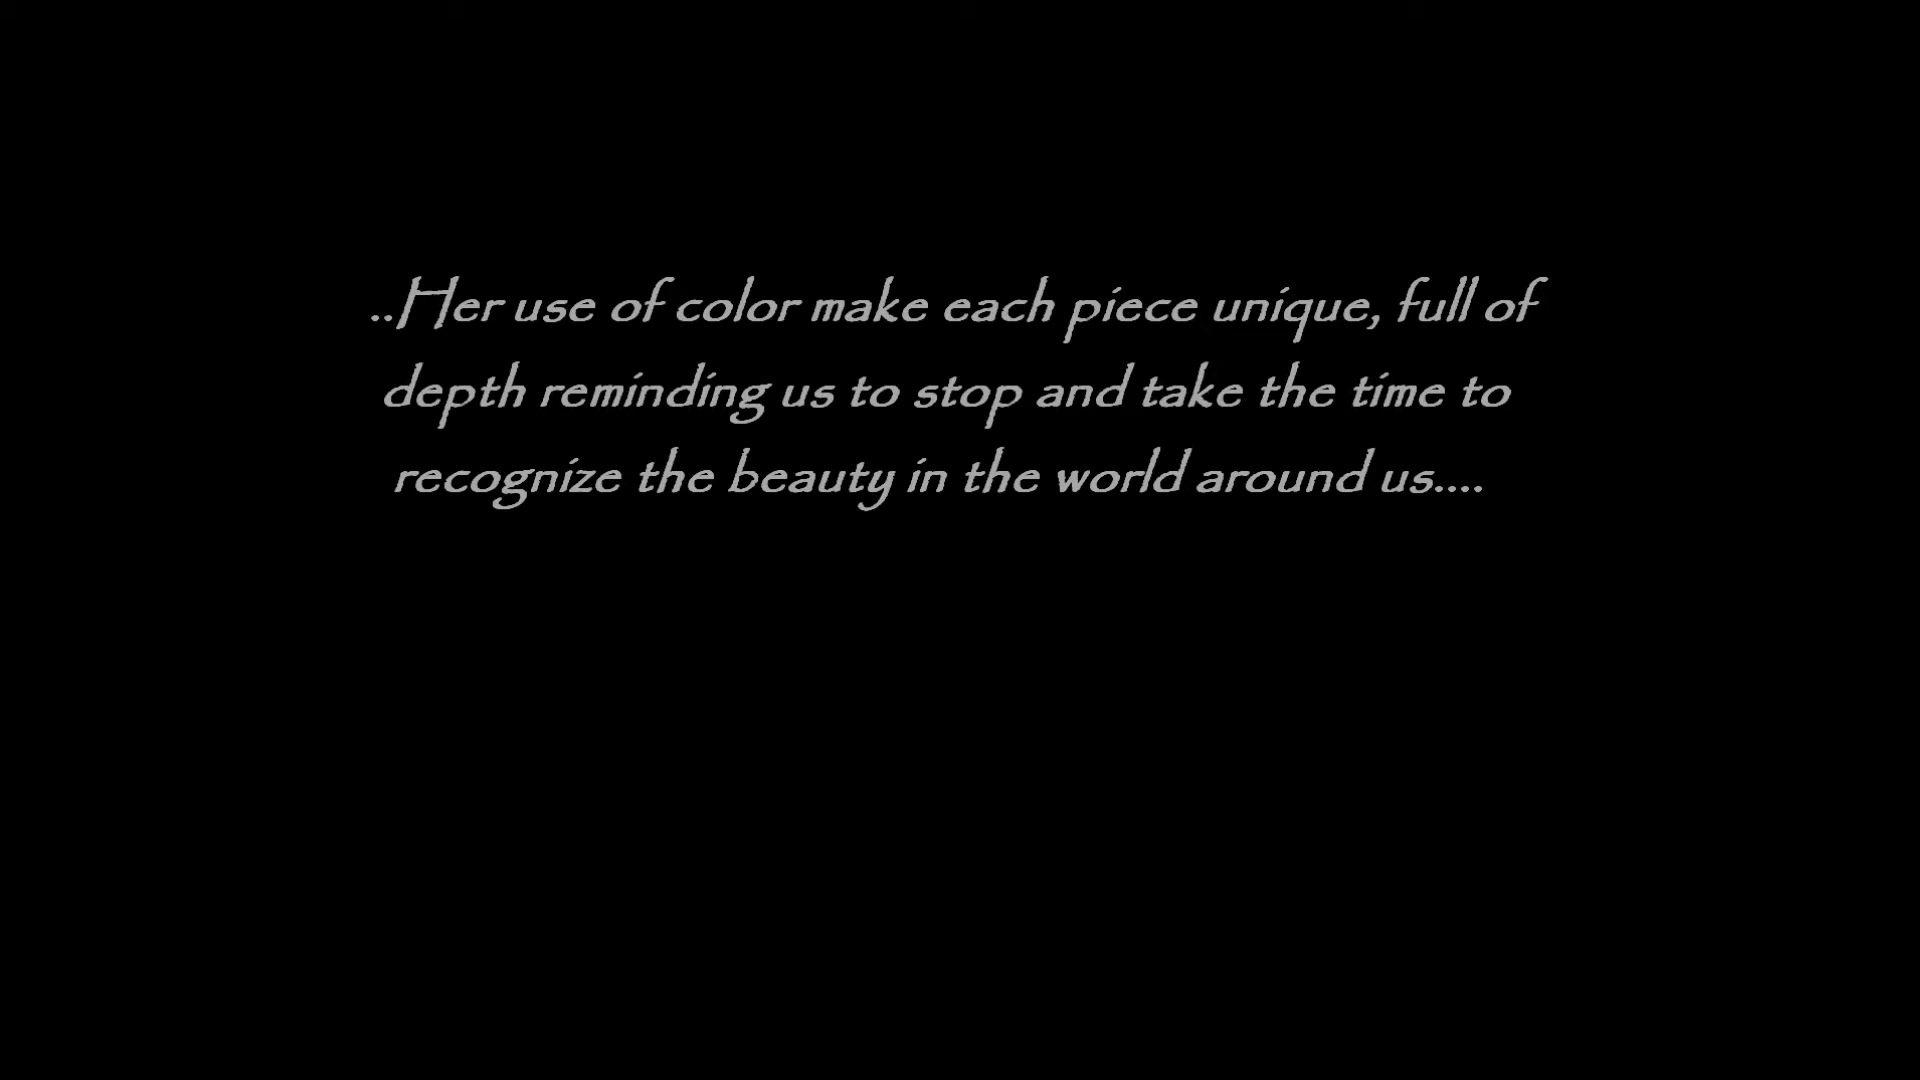 ..Her use of color make each piece unique, full of
depth reminding us to stop and take the time to
recognize the beauty in the world around us....